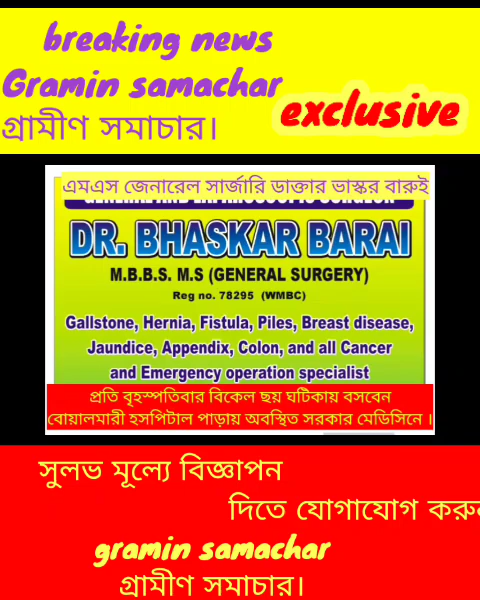 breaking news
Gramin samachar
exclusive
গ্রামীণ সমাচার।
এমএস জেনারেল সার্জারি ডাক্তার ভাস্কর বারুই
DR. BHASKAR BARAI
M.B.B.S. M.S (GENERAL SURGERY)
Reg no. 78295 (WMBC)
Gallstone, Hernia, Fistula, Piles, Breast disease,
Jaundice, Appendix, Colon, and all Cancer
and Emergency operation specialist
প্রতি বৃহস্পতিবার বিকেল ছয় ঘটিকায় বসবেন
বোয়ালমারী হসপিটাল পাড়ায় অবস্থিত সরকার মেডিসিনে ।
সুলভ মূল্যে বিজ্ঞাপন
দিতে যোগাযোগ
gramin samachar
গ্রামীণ সমাচার।